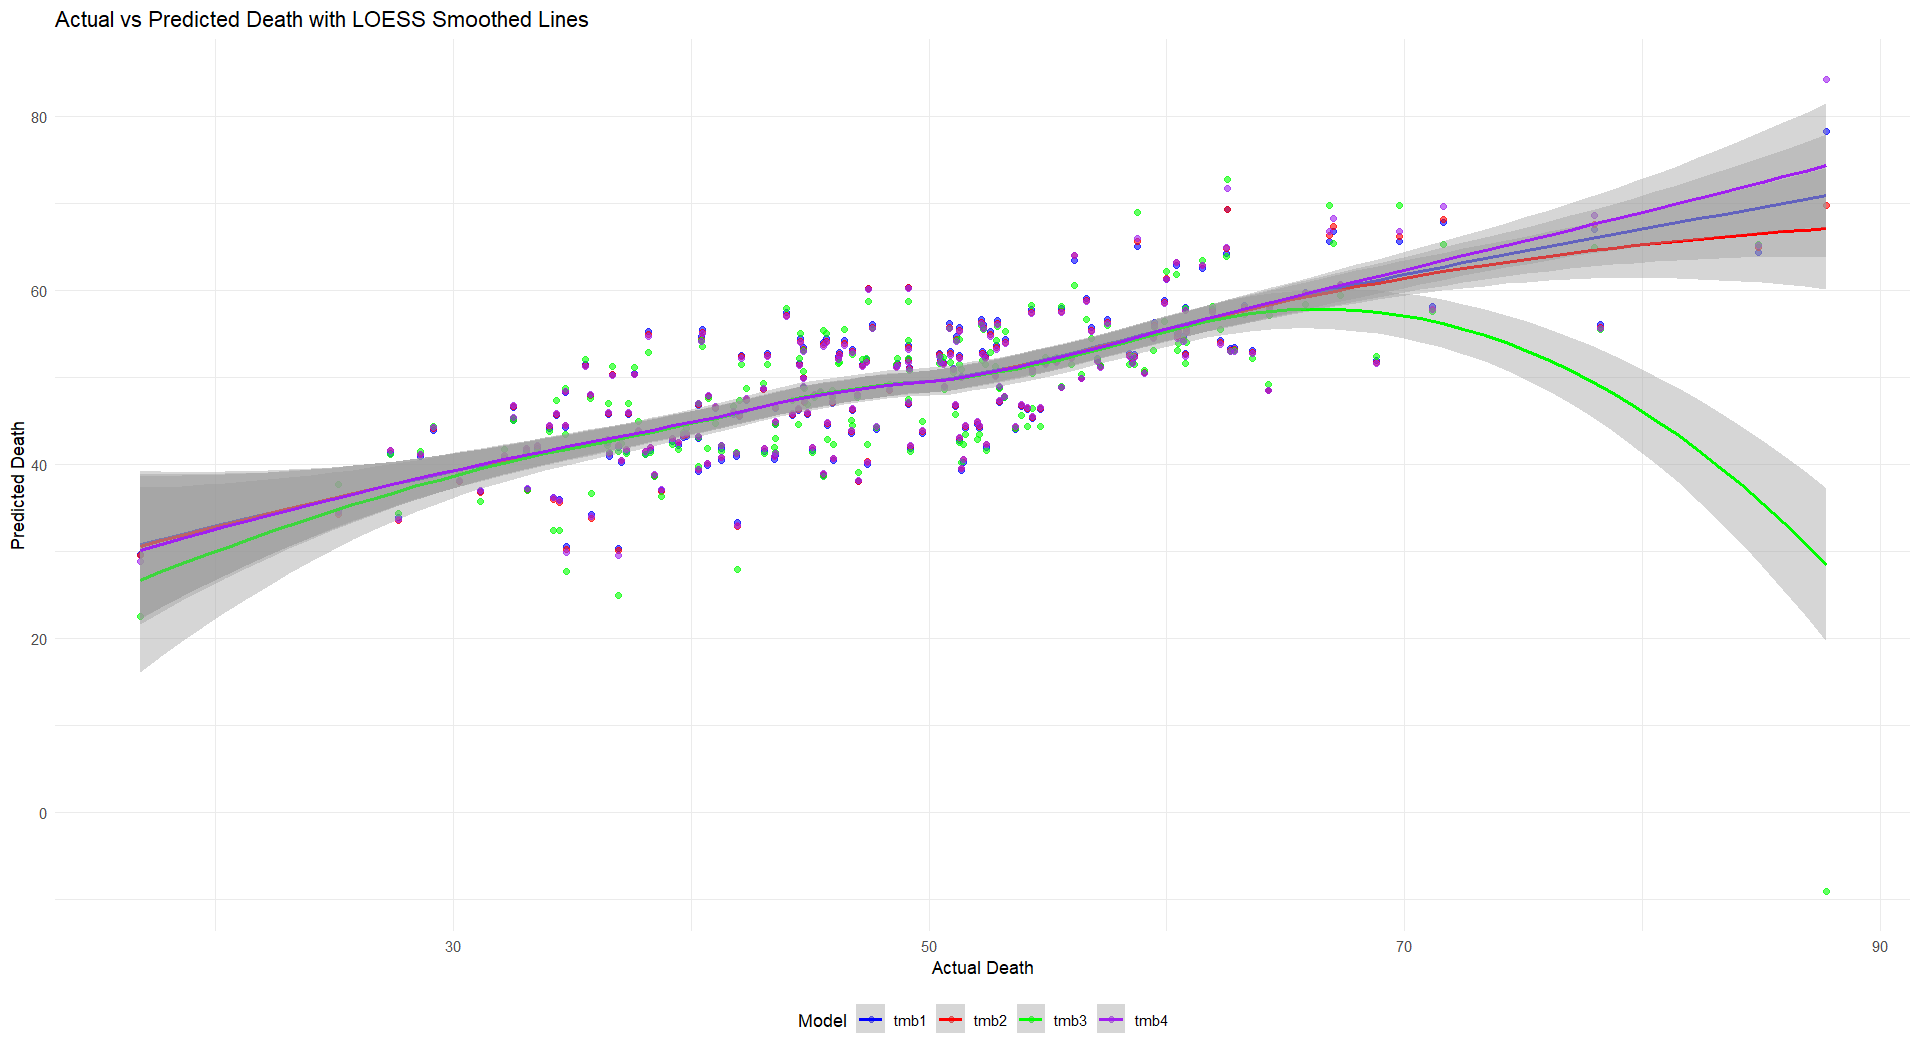 Actual vs Predicted Death with LOESS Smoothed Lines
Predicted Death
80
60
40
20
0
30 50 70 90
Actual Death
Model tmb1 tmb2 tmb3 tmb4